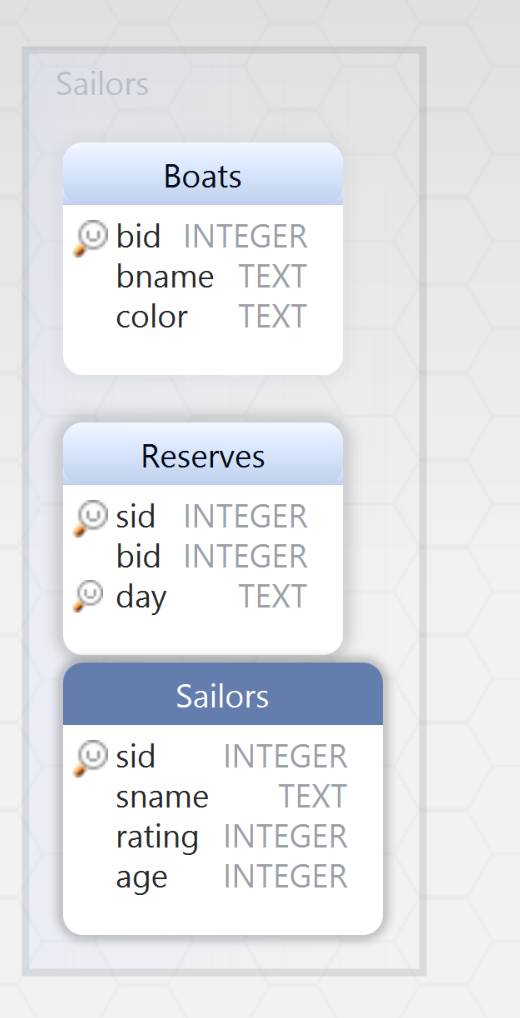 Sailors
Boats
bid INTEGER
bname TEXT
color TEXT
Reserves
sid INTEGER
bid INTEGER
day TEXT
Sailors
sid INTEGER
sname TEXT
rating INTEGER
age INTEGER